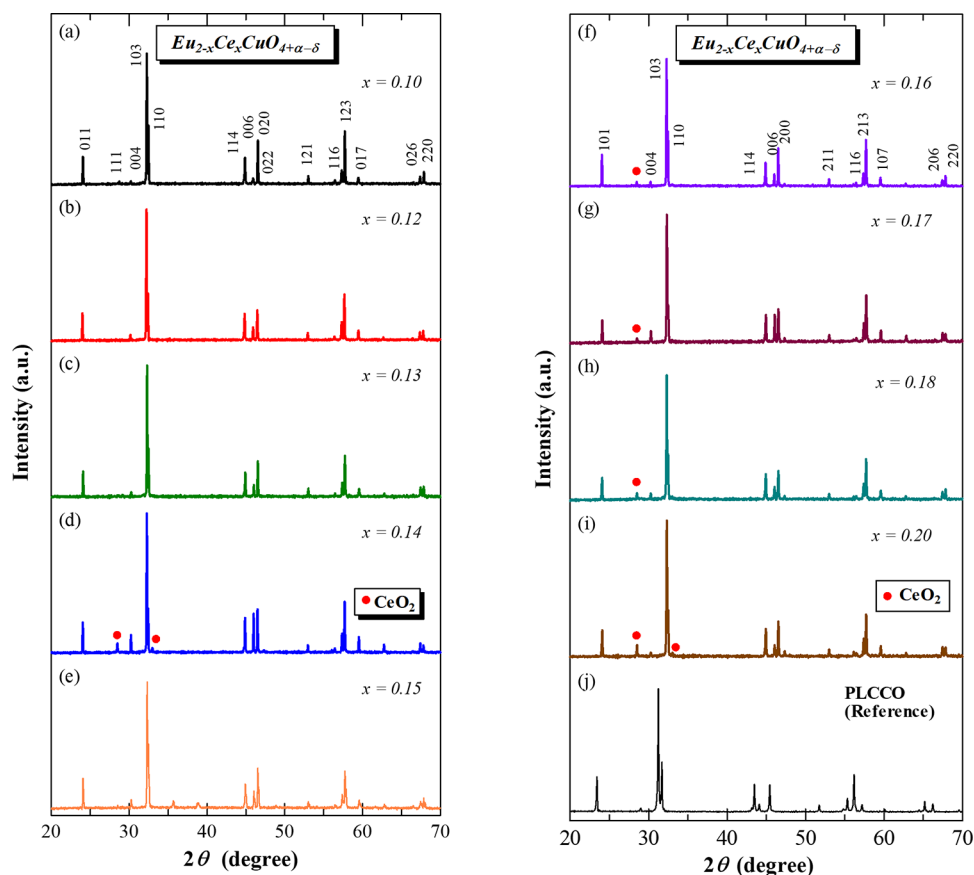 (a)
Eu2-xCexCuO4+α−δ
x = 0.10
011
111
004
103
110
114
006
020
022
121
116
123
017
026
220
(b)
x = 0.12
(c)
x = 0.13
(d)
x = 0.14
CeO2
(e)
x = 0.15
20 30 40 50 60 70
2θ (degree)
Intensity (a.u.)
(f)
Eu2-xCexCuO4+α−δ
x = 0.16
101
004
103
110
114
006
200
211
116
213
107
206
220
(g)
x = 0.17
(h)
x = 0.18
(i)
x = 0.20
CeO2
(j)
PLCCO
(Reference)
20 30 40 50 60 70
2θ (degree)
Intensity (a.u.)